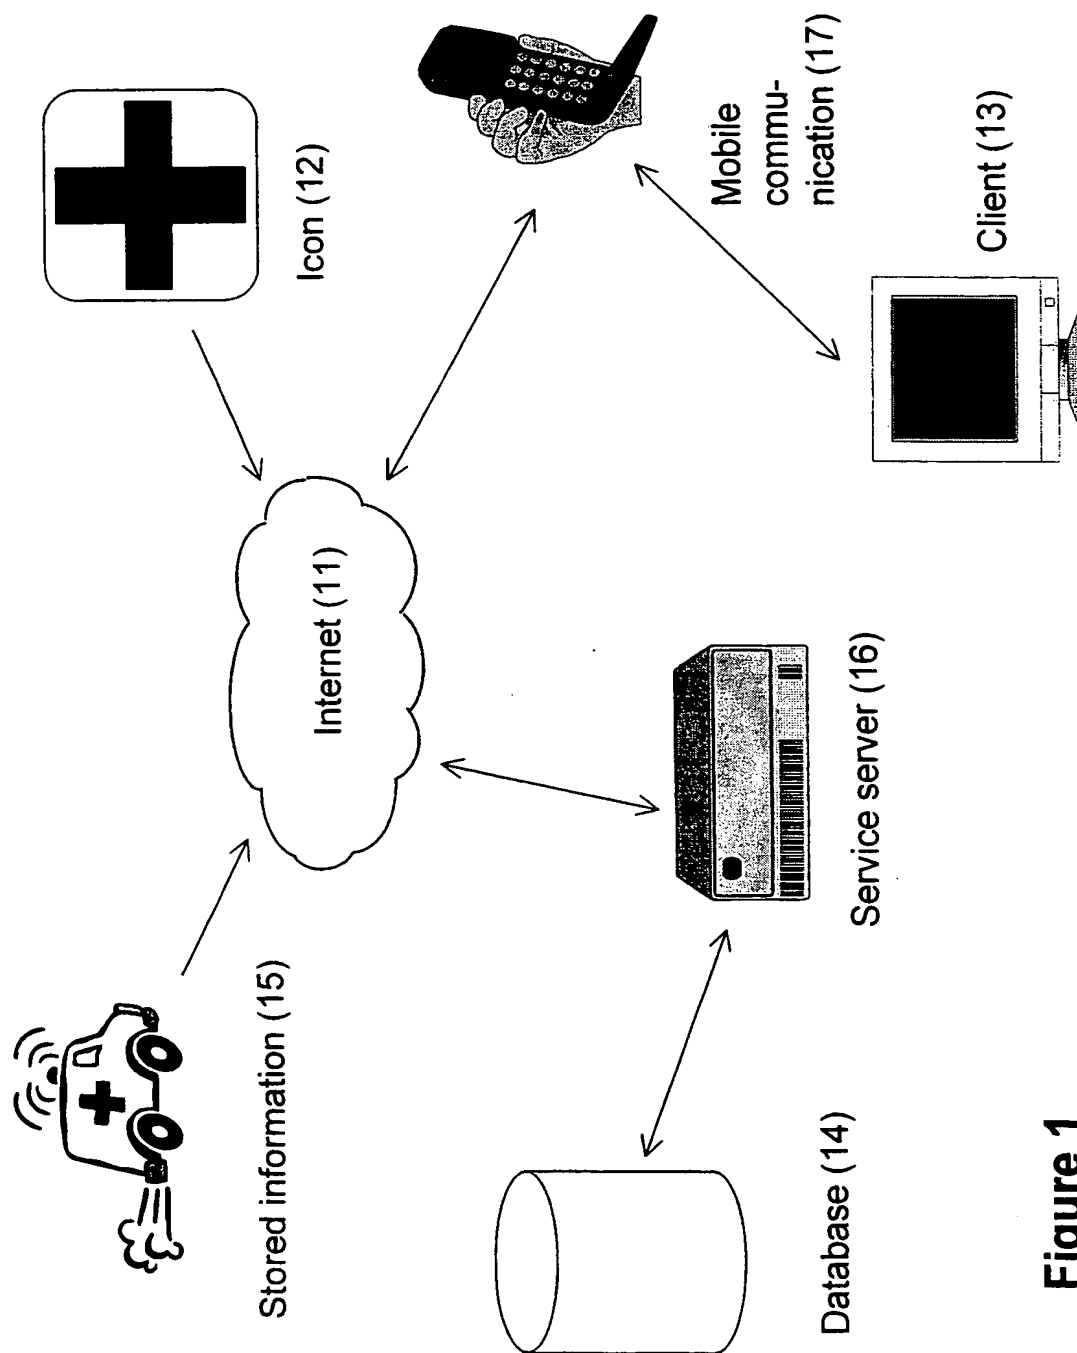 Stored information (15)
Icon (12)
Internet (11)
Mobile
commu-
nication (17)
Database (14)
Service server (16)
Client (13)
Figure 1